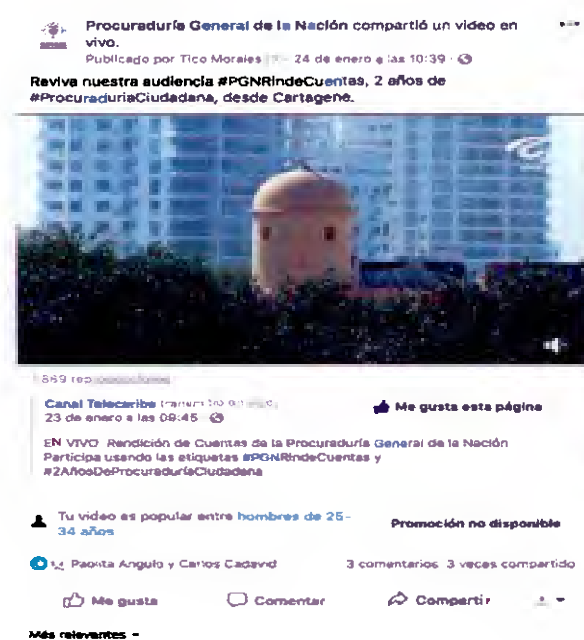 Procuraduría General de la Nación compartió un video en
vivo.
Publicado por Tico Morales · 24 de enero a las 10:39 ·
Reviva nuestra audiencia #PGNRindeCuentas, 2 años de
#ProcuraduriaCiudadana, desde Cartagena.
869
Canal Telecaribe
23 de enero a las 08:45 ·
Me gusta esta página
EN VIVO Rendición de Cuentas de la Procuraduría General de la Nación
Participa usando las etiquetas #PGNRindeCuentas y
#2AñosDeProcuraduríaCiudadana
Tu video es popular entre hombres de 25-
34 años
Promoción no disponible
Paolita Angulo y Carlos Cadavid
3 comentarios 3 veces compartido
Me gusta
Comentar
Compartir
Más relevantes